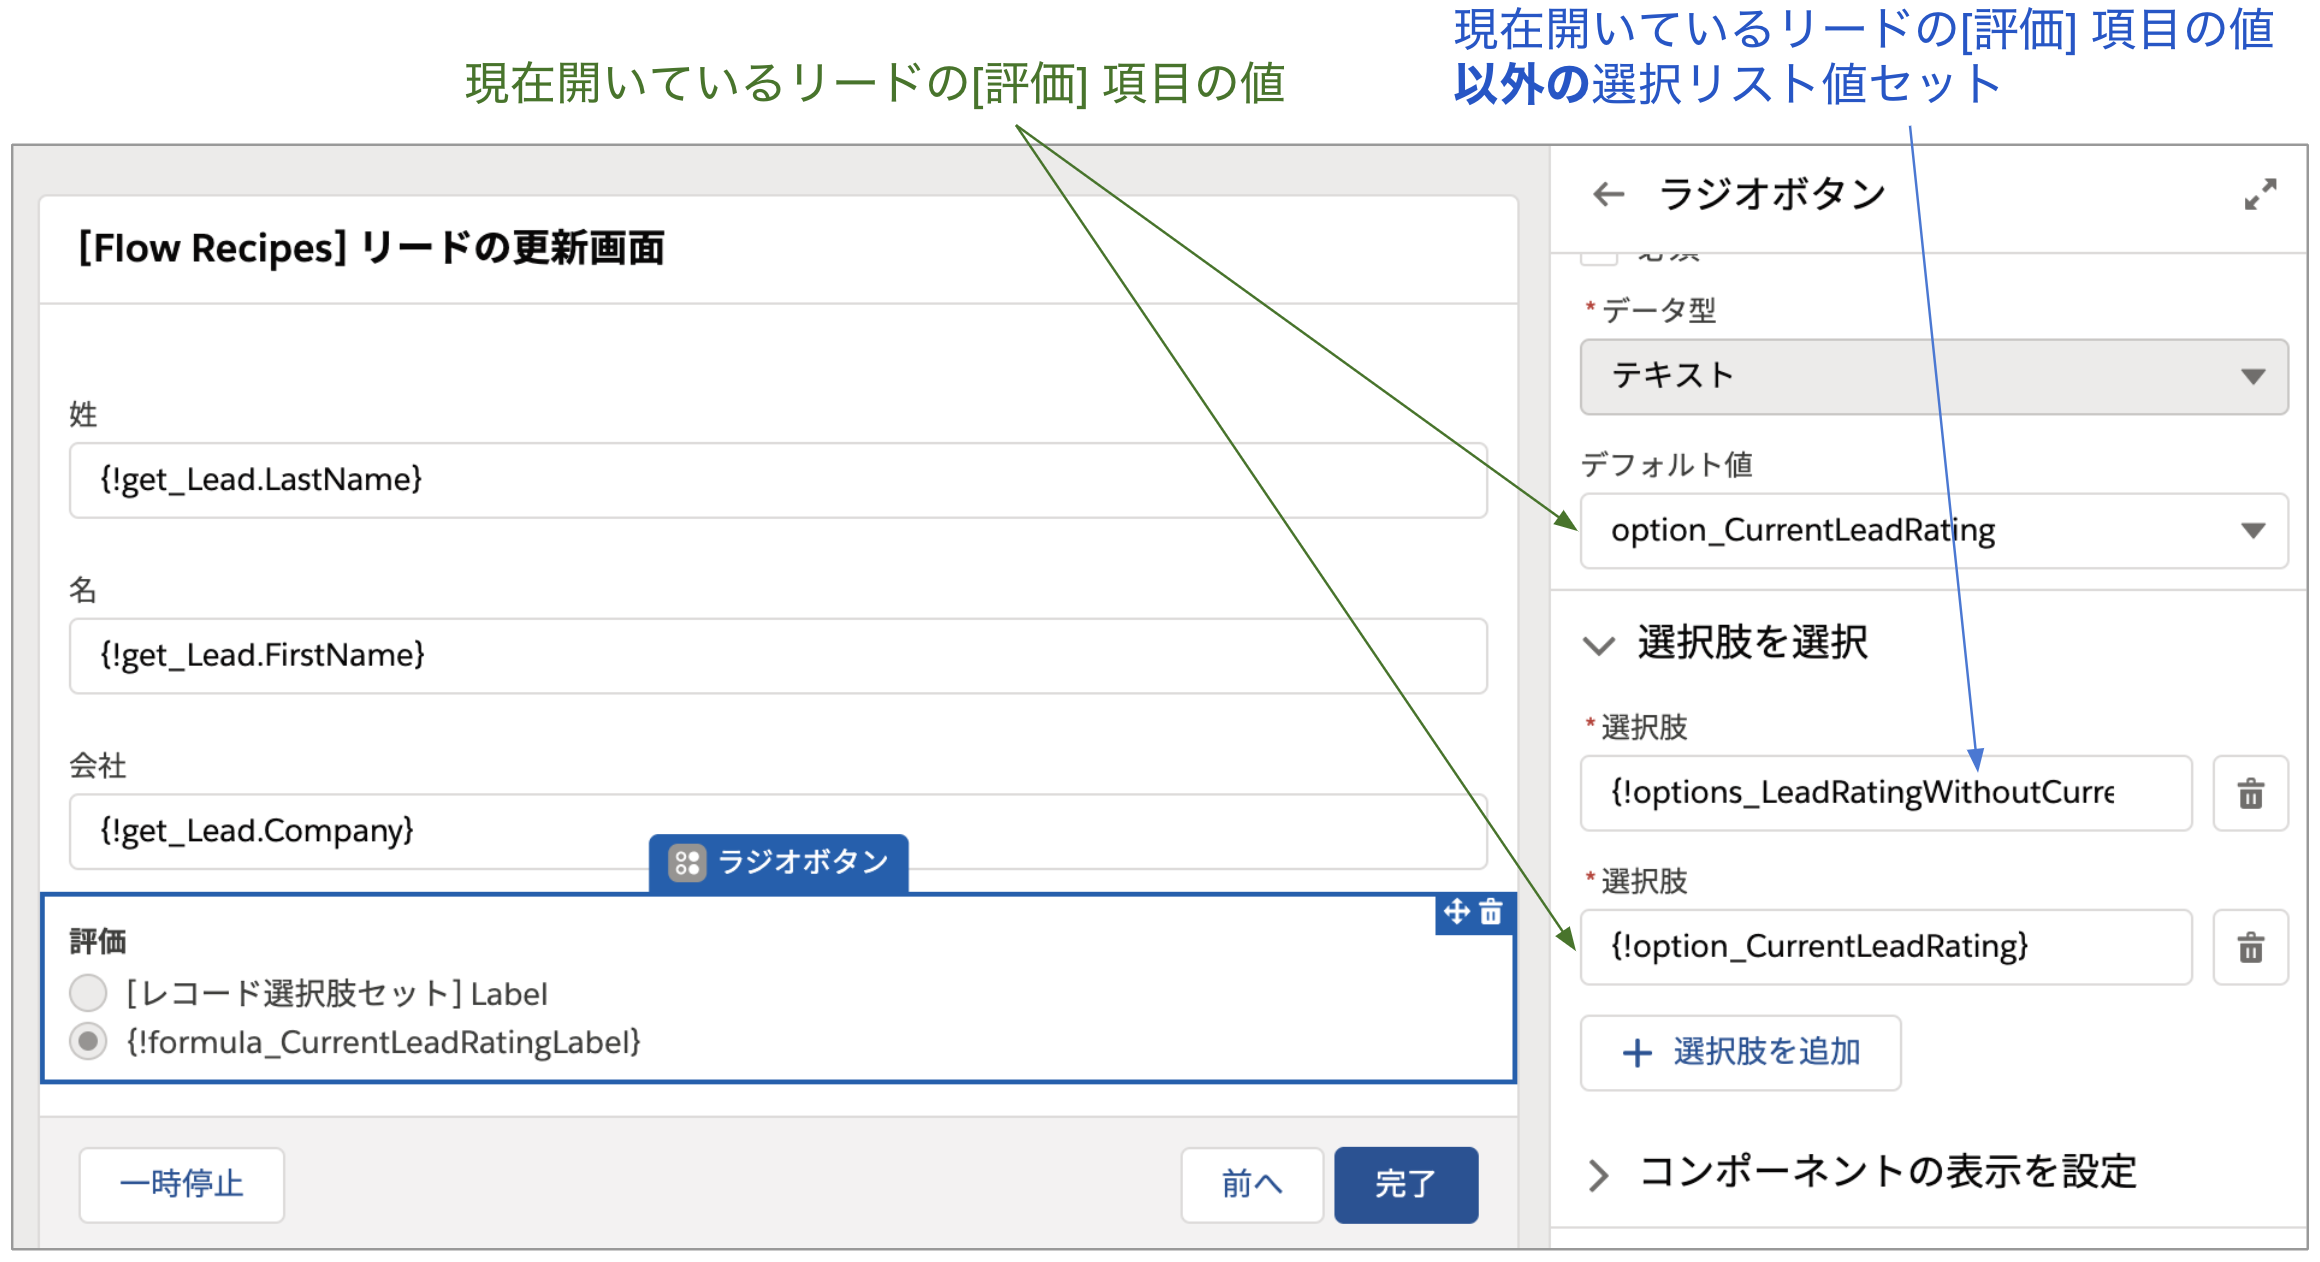 現在開いているリードの[評価] 項目の値
現在開いているリードの[評価] 項目の値
以外の選択リスト値セット
[Flow Recipes] リードの更新画面
姓
{!get_Lead.LastName}
名
{!get_Lead.FirstName}
会社
{!get_Lead.Company}
ラジオボタン
評価
[レコード選択肢セット] Label
{!formula_CurrentLeadRatingLabel}
一時停止
前へ
完了
ラジオボタン
必須
* データ型
テキスト
デフォルト値
option_CurrentLeadRating
選択肢を選択
* 選択肢
{!options_LeadRatingWithoutCurre
* 選択肢
{!option_CurrentLeadRating}
選択肢を追加
コンポーネントの表示を設定